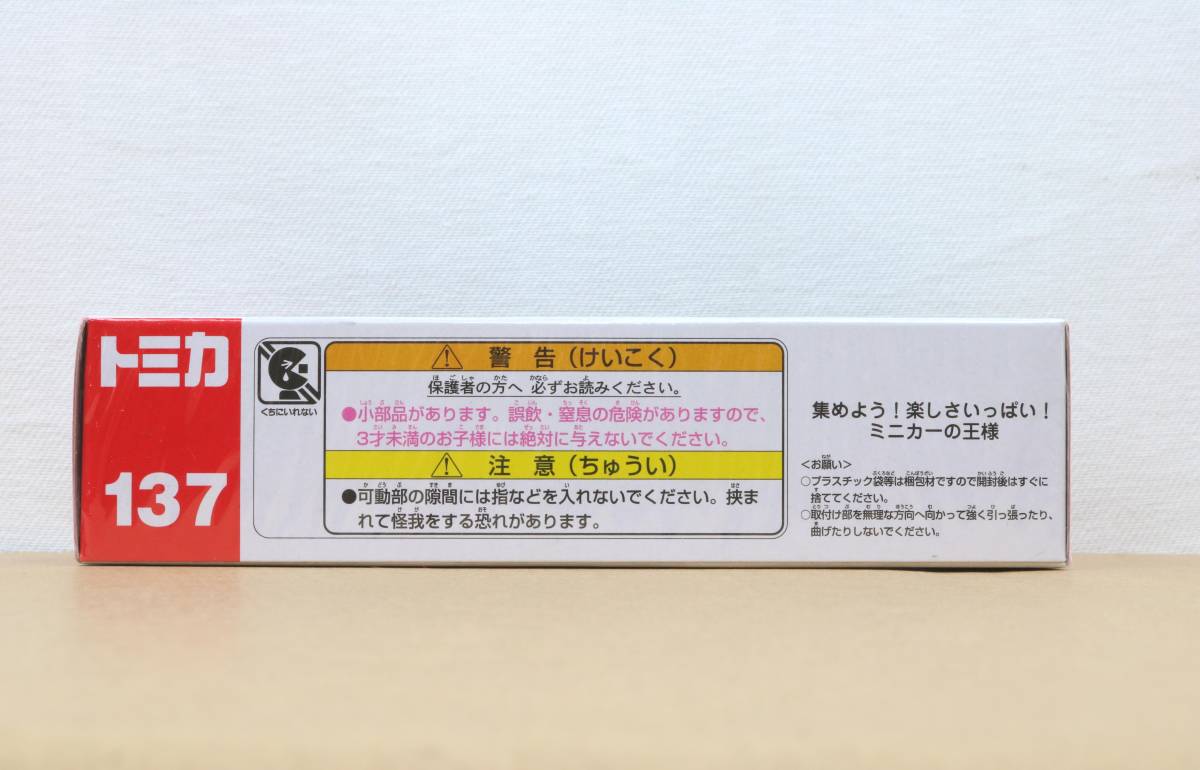 トミカ
137
くちにいれない
警告（けいこく）
保護者の方へ 必ずお読みください。
●小部品があります。誤飲・窒息の危険がありますので、
3才未満のお子様には絶対に与えないでください。
注意（ちゅうい）
●可動部の隙間には指などを入れないでください。挟ま
れて怪我をする恐れがあります。
集めよう！楽しさいっぱい！
ミニカーの王様
＜お願い＞
○プラスチック袋等は梱包材ですので開封後はすぐに
捨ててください。
○取付け部を無理な方向へ向かって強く引っ張ったり、
曲げたりしないでください。